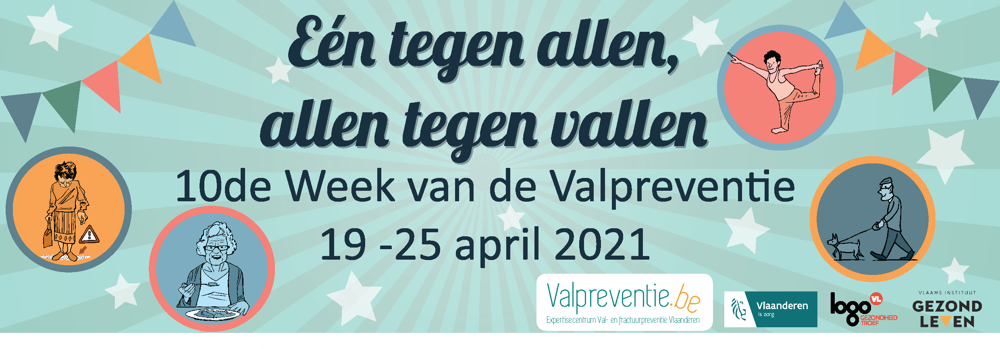 Eén tegen allen,
allen tegen vallen
10de Week van de Valpreventie
19 -25 april 2021
Valpreventie.be
Expertisecentrum Val- en fractuurpreventie Vlaanderen
Vlaanderen
is zorg
logo VL
GEZONDHEID
TROEF
VLAAMS INSTITUUT
GEZOND
LEVEN